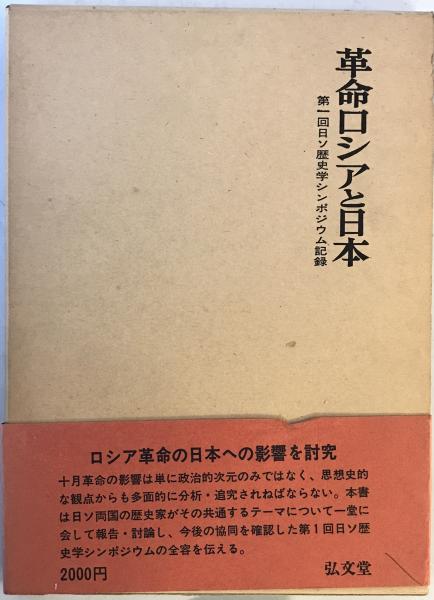 革命ロシアと日本
第一回日ソ歴史学シンポジウム記録
ロシア革命の日本への影響を討究
十月革命の影響は単に政治的次元のみではなく、思想史的
な観点からも多面的に分析・追究されねばならない。本書
は日ソ両国の歴史家がその共通するテーマについて一堂に
会して報告・討論し、今後の協同を確認した第1回日ソ歴
史学シンポジウムの全容を伝える。
2000円
弘文堂